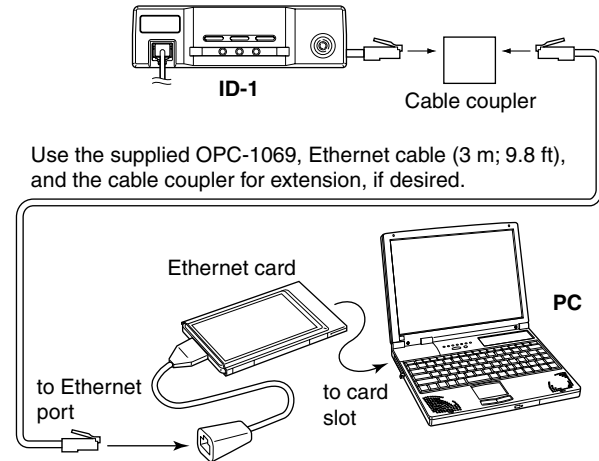 ID-1
Cable coupler
Use the supplied OPC-1069, Ethernet cable (3 m; 9.8 ft),
and the cable coupler for extension, if desired.
Ethernet card
PC
to Ethernet
port
to card
slot